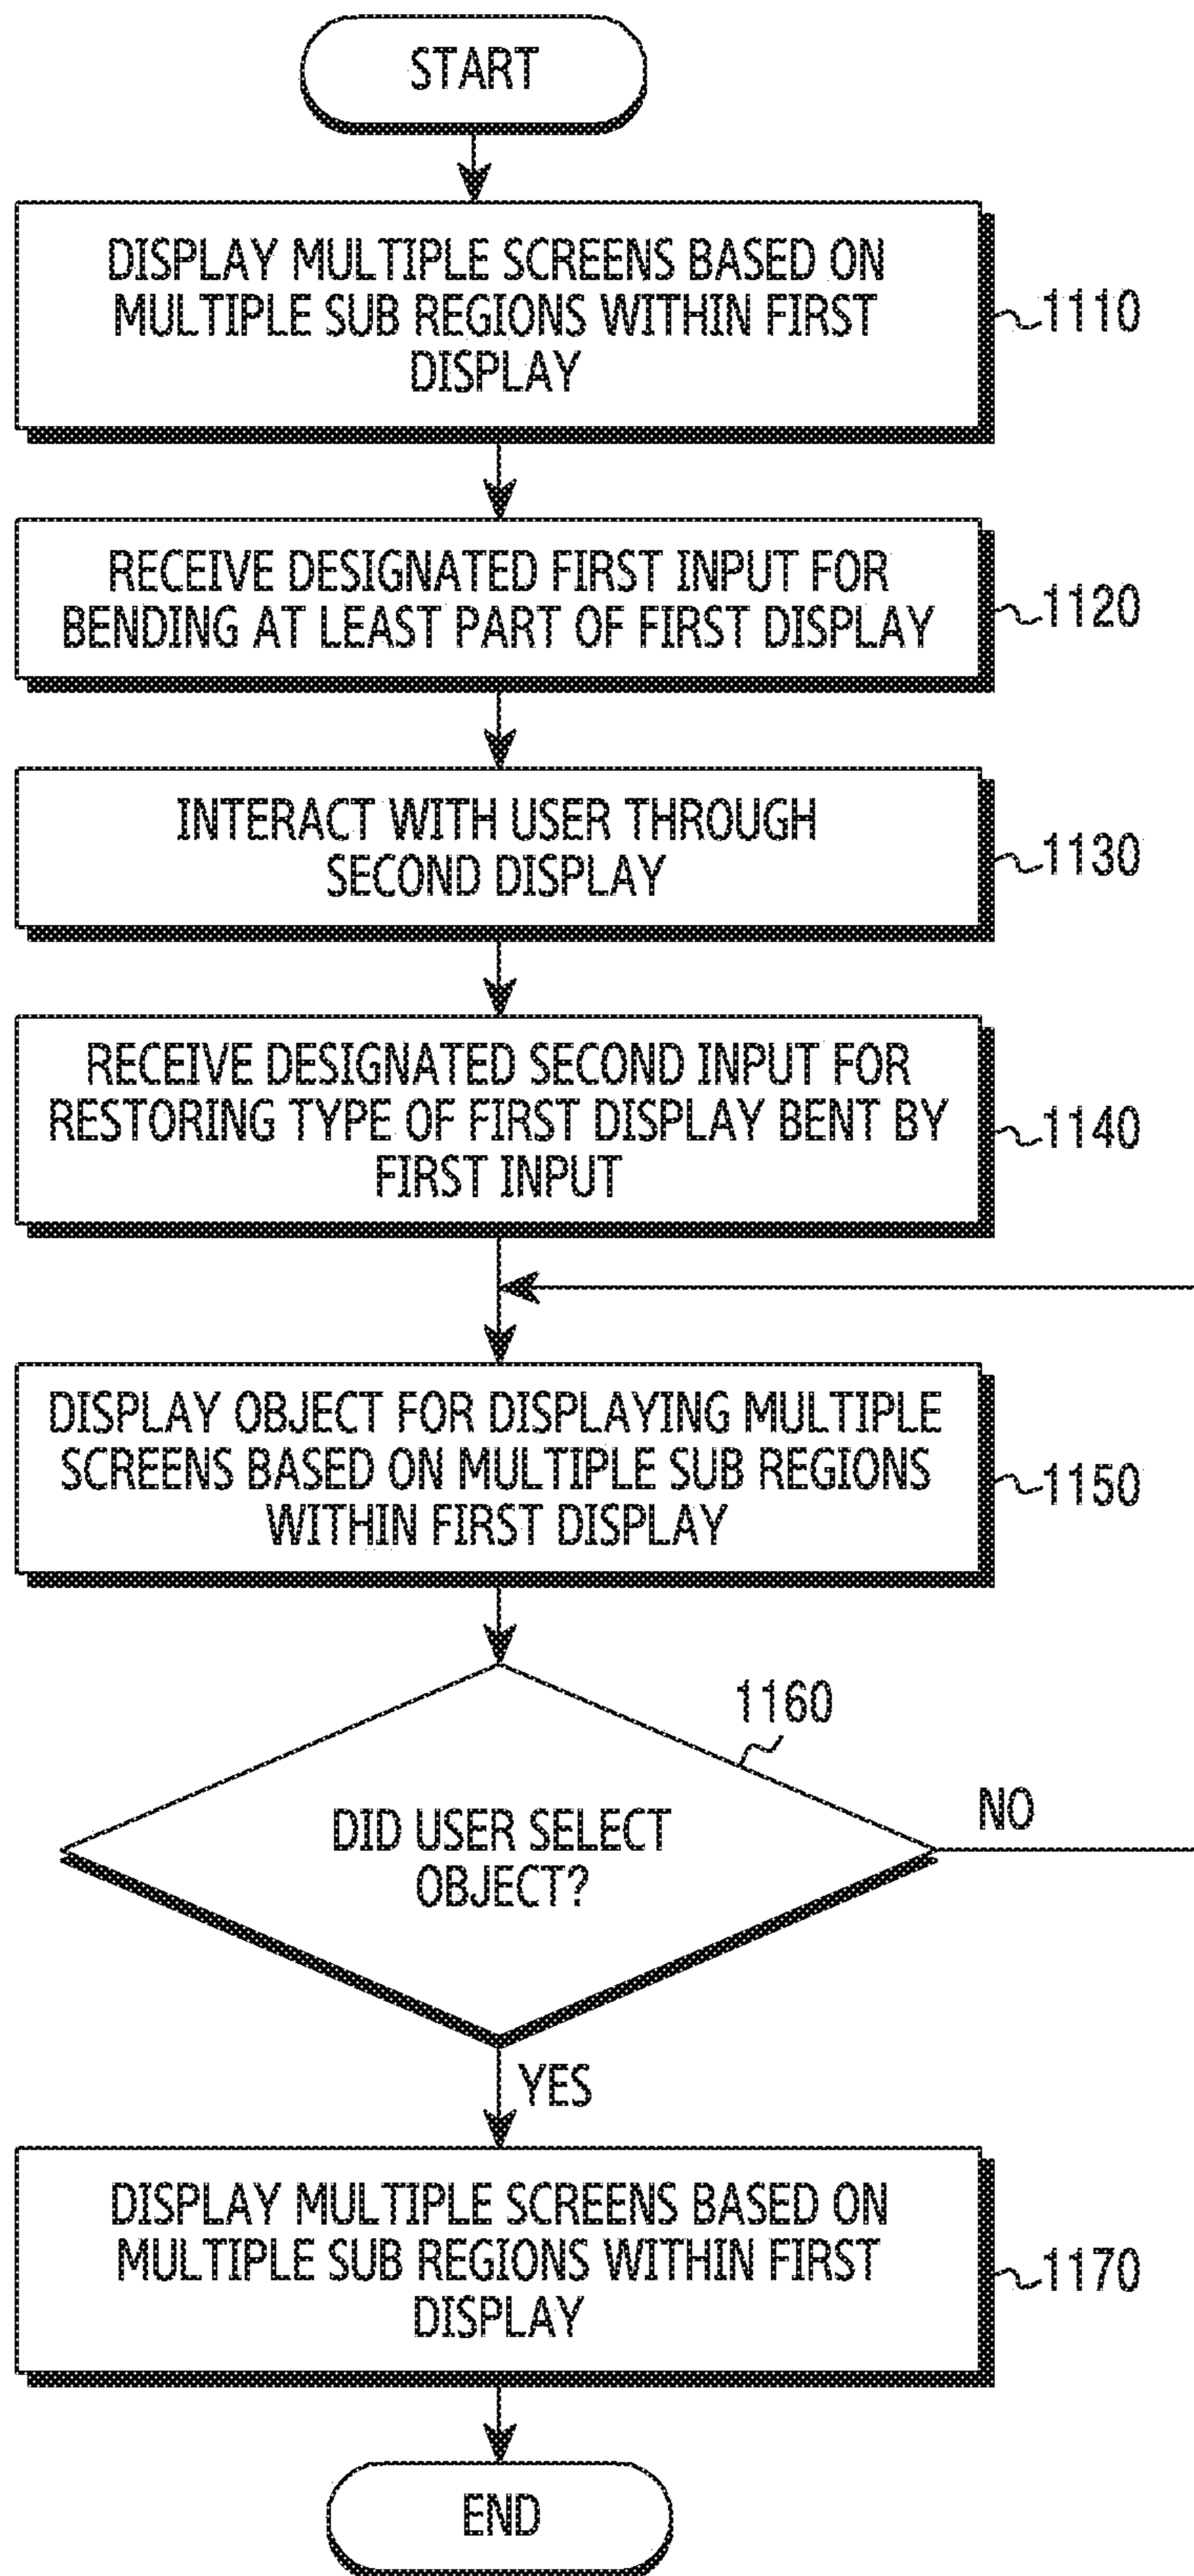 START
DISPLAY MULTIPLE SCREENS BASED ON
MULTIPLE SUB REGIONS WITHIN FIRST
DISPLAY
1110
RECEIVE DESIGNATED FIRST INPUT FOR
BENDING AT LEAST PART OF FIRST DISPLAY
1120
INTERACT WITH USER THROUGH
SECOND DISPLAY
1130
RECEIVE DESIGNATED SECOND INPUT FOR
RESTORING TYPE OF FIRST DISPLAY BENT BY
FIRST INPUT
1140
DISPLAY OBJECT FOR DISPLAYING MULTIPLE
SCREENS BASED ON MULTIPLE SUB REGIONS
WITHIN FIRST DISPLAY
1150
1160
DID USER SELECT
OBJECT?
NO
YES
DISPLAY MULTIPLE SCREENS BASED ON
MULTIPLE SUB REGIONS WITHIN FIRST
DISPLAY
1170
END